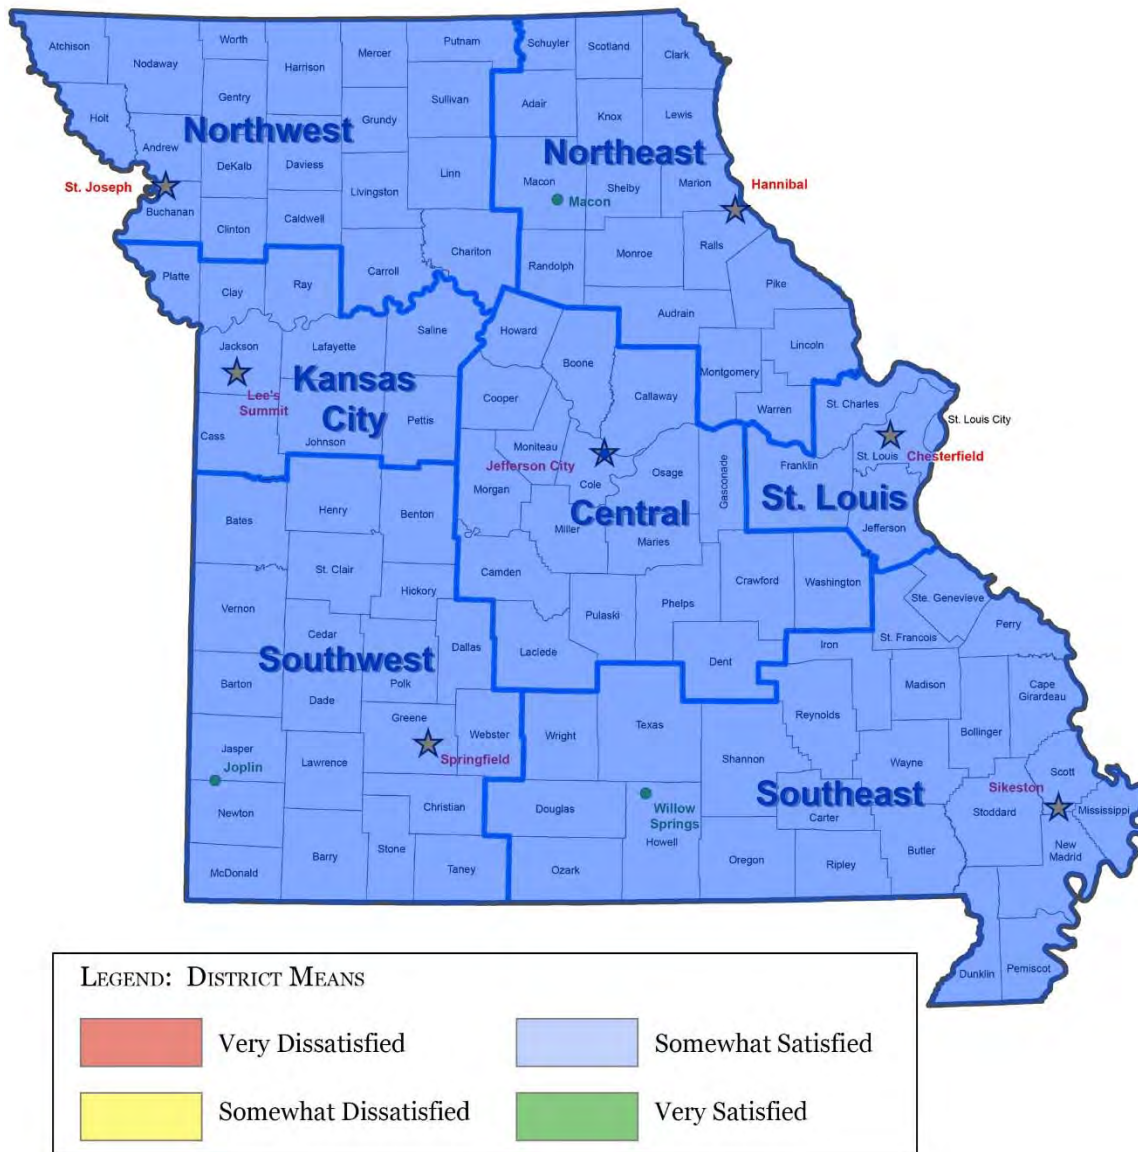 Atchison
Nodaway
Worth
Harrison
Mercer
Putnam
Schuyler
Scotland
Clark
Gentry
Sullivan
Adair
Knox
Lewis
Holt
Andrew
Northwest
Grundy
Northeast
DeKalb
Daviess
Linn
Macon
Shelby
Marion
Hannibal
St. Joseph
Livingston
Macon
Buchanan
Clinton
Caldwell
Chariton
Monroe
Ralls
Randolph
Carroll
Platte
Clay
Ray
Pike
Audrain
Saline
Howard
Jackson
Lafayette
Boone
Lincoln
Kansas
City
Lee's
Summit
Montgomery
Callaway
Cooper
Warren
St. Charles
St. Louis City
Pettis
Cass
Johnson
Moniteau
Jefferson City
Cole
Osage
Gasconade
Franklin
St. Louis
Chesterfield
Morgan
Central
St. Louis
Jefferson
Miller
Maries
Bates
Henry
Benton
St. Clair
Camden
Crawford
Washington
Hickory
Phelps
Pulaski
Ste. Genevieve
Vernon
Perry
St. Francois
Cedar
Dallas
Laclede
Iron
Southwest
Dent
Barton
Polk
Madison
Cape
Girardeau
Dade
Greene
Reynolds
Texas
Webster
Wright
Bollinger
Jasper
Joplin
Lawrence
Springfield
Shannon
Wayne
Scott
Sikeston
Southeast
Newton
Christian
Douglas
Willow
Springs
Howell
Carter
Stoddard
Mississippi
New
Madrid
McDonald
Barry
Stone
Taney
Ozark
Oregon
Ripley
Butler
Dunklin
Pemiscot
LEGEND: DISTRICT MEANS
Very Dissatisfied
Somewhat Satisfied
Somewhat Dissatisfied
Very Satisfied